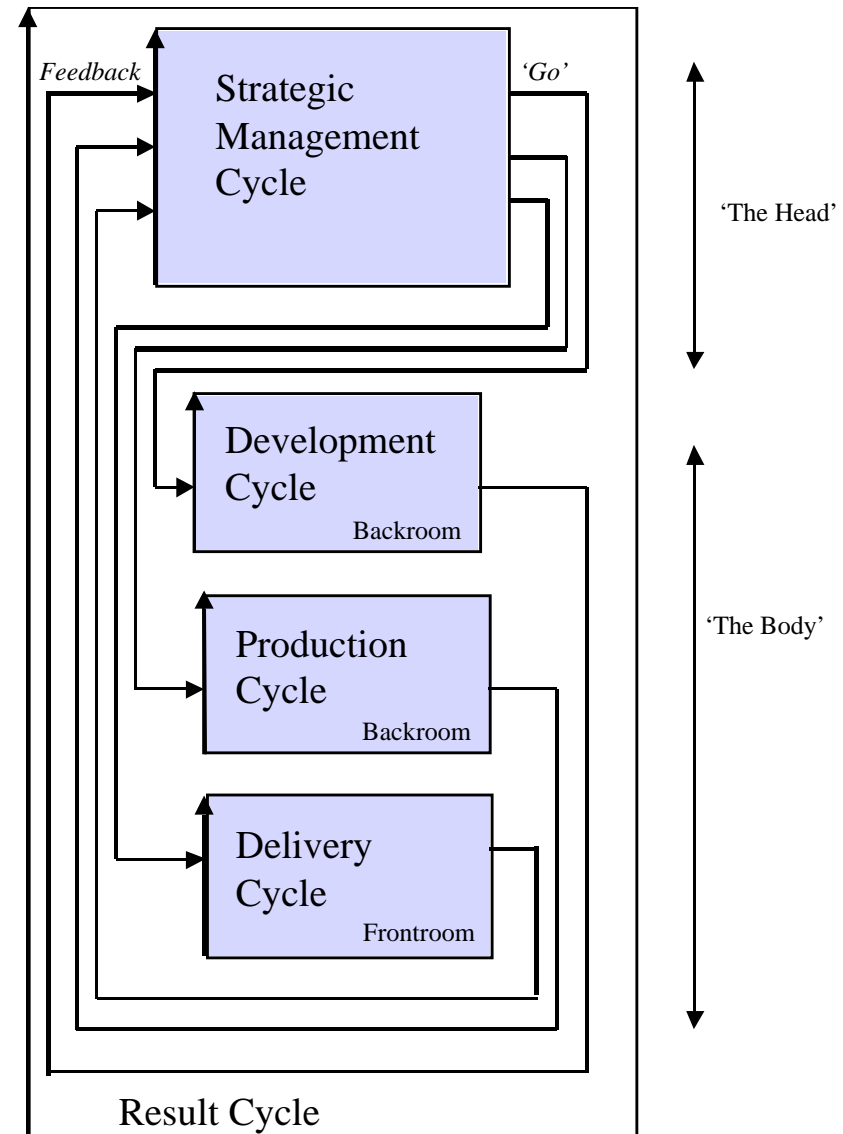 Feedback
‘Go’
Strategic
Management
Cycle
‘The Head’
Development
Cycle
Backroom
‘The Body’
Production
Cycle
Backroom
Delivery
Cycle
Frontroom
Result Cycle